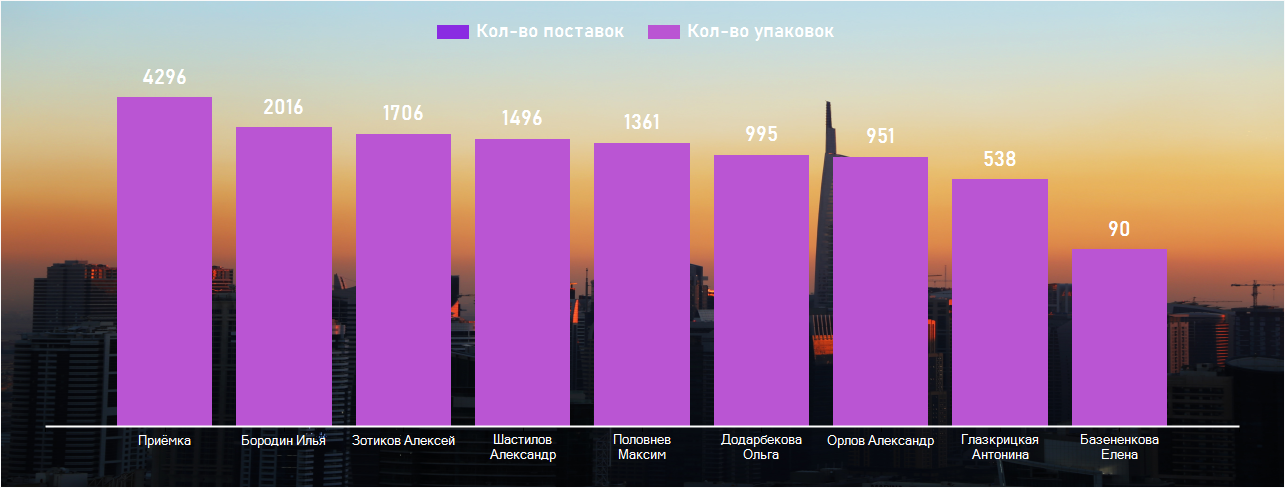 Кол-во поставок Кол-во упаковок
4296
2016
1706
1496
1361
995
951
538
90
Приёмка
Бородин Илья
Зотиков Алексей
Шастилов
Александр
Половнев
Максим
Додарбекова
Ольга
Орлов Александр
Глазкрицкая
Антонина
Базененкова
Елена